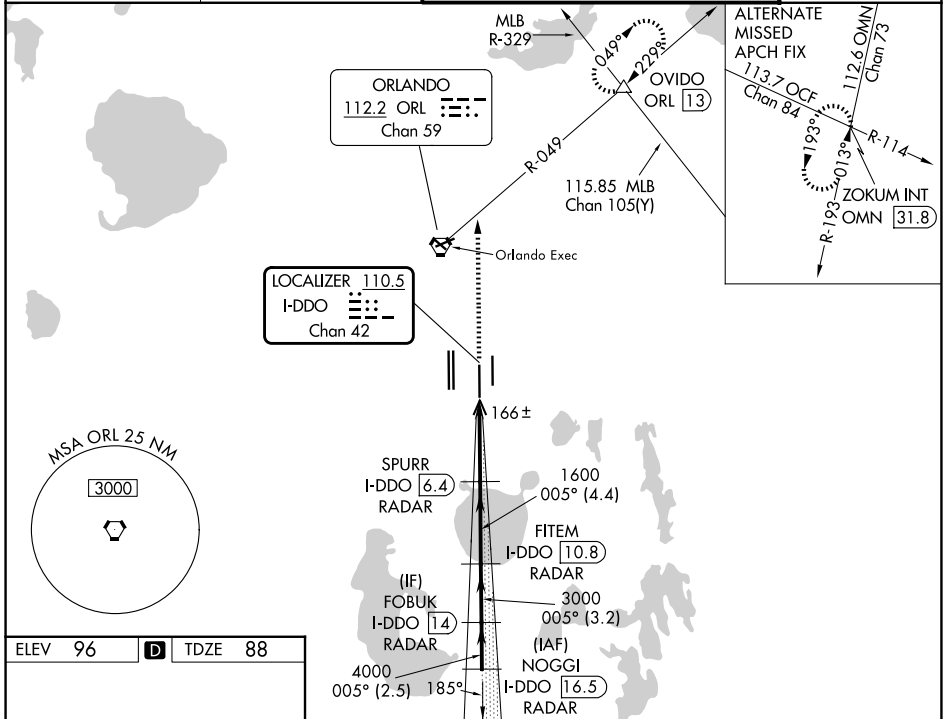 MLB
R-329
049°
229°
OVIDO
ORL 13
ALTERNATE
MISSED
APCH FIX
112.6 OMN
Chan 73
113.7 OCF
Chan 84
R-114
193°
013°
R-193
ZOKUM INT
OMN 31.8
ORLANDO
112.2 ORL
Chan 59
R-049
115.85 MLB
Chan 105(Y)
Orlando Exec
LOCALIZER 110.5
I-DDO
Chan 42
166±
MSA ORL 25 NM
3000
SPURR
I-DDO 6.4
RADAR
1600
005° (4.4)
FITEM
I-DDO 10.8
RADAR
(IF)
FOBUK
I-DDO 14
RADAR
3000
005° (3.2)
(IAF)
NOGGI
I-DDO 16.5
RADAR
4000
005° (2.5)
185°
ELEV 96 D TDZE 88